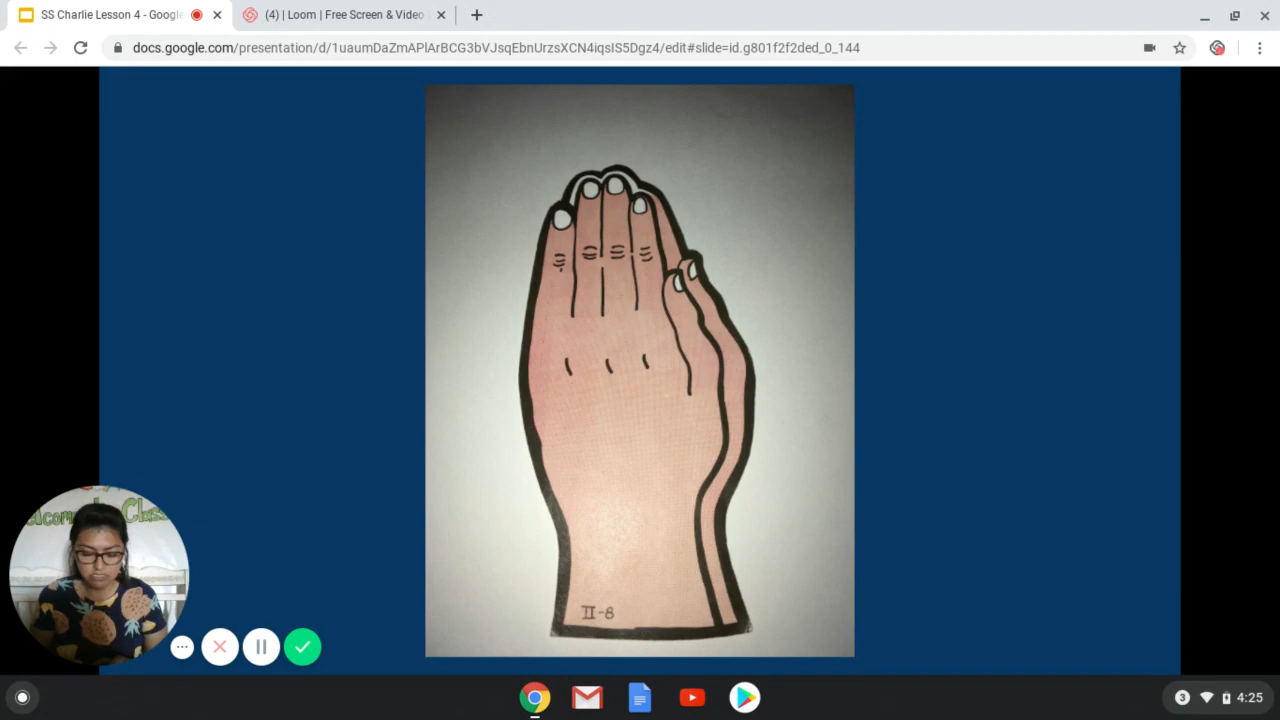 SS Charlie Lesson 4 - Google
(4) | Loom | Free Screen & Video
docs.google.com/presentation/d/1uaumDaZmAPlArBCG3bVJsqEbnUrzsXCN4iqsIS5Dgz4/edit#slide=id.g801f2f2ded_0_144
II-8
3
4:25